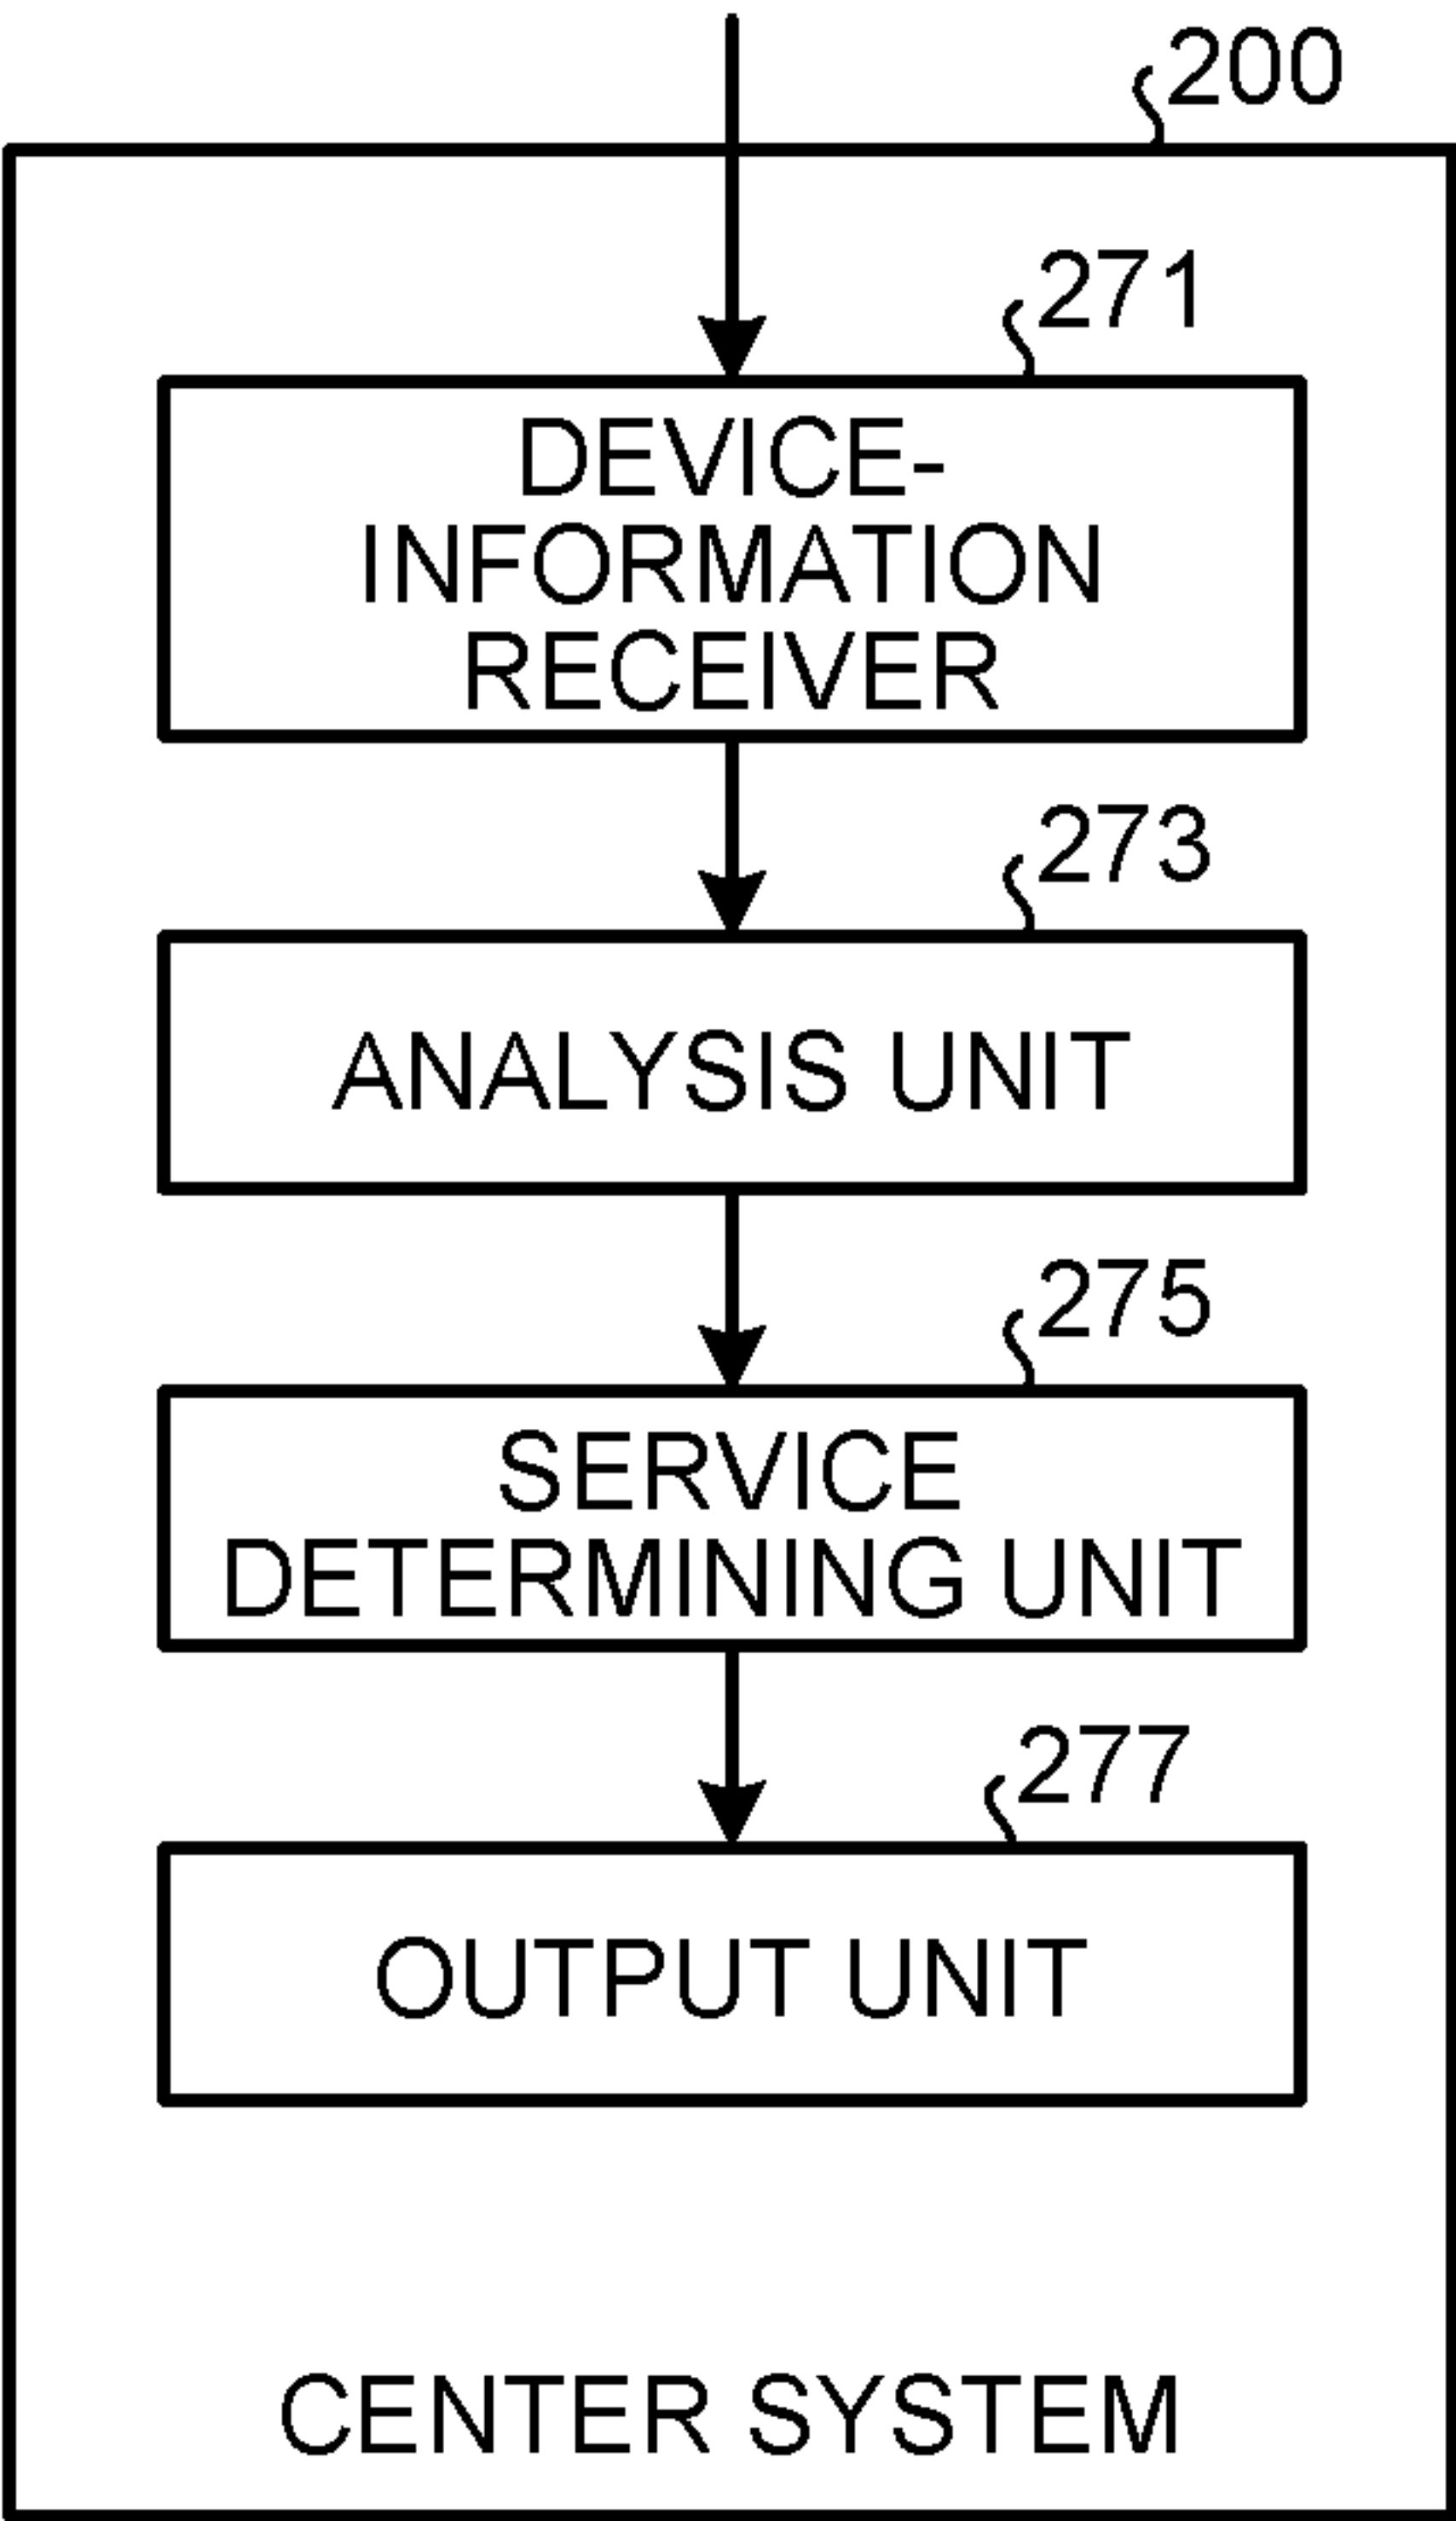 200
271
DEVICE-
INFORMATION
RECEIVER
273
ANALYSIS UNIT
275
SERVICE
DETERMINING UNIT
277
OUTPUT UNIT
CENTER SYSTEM